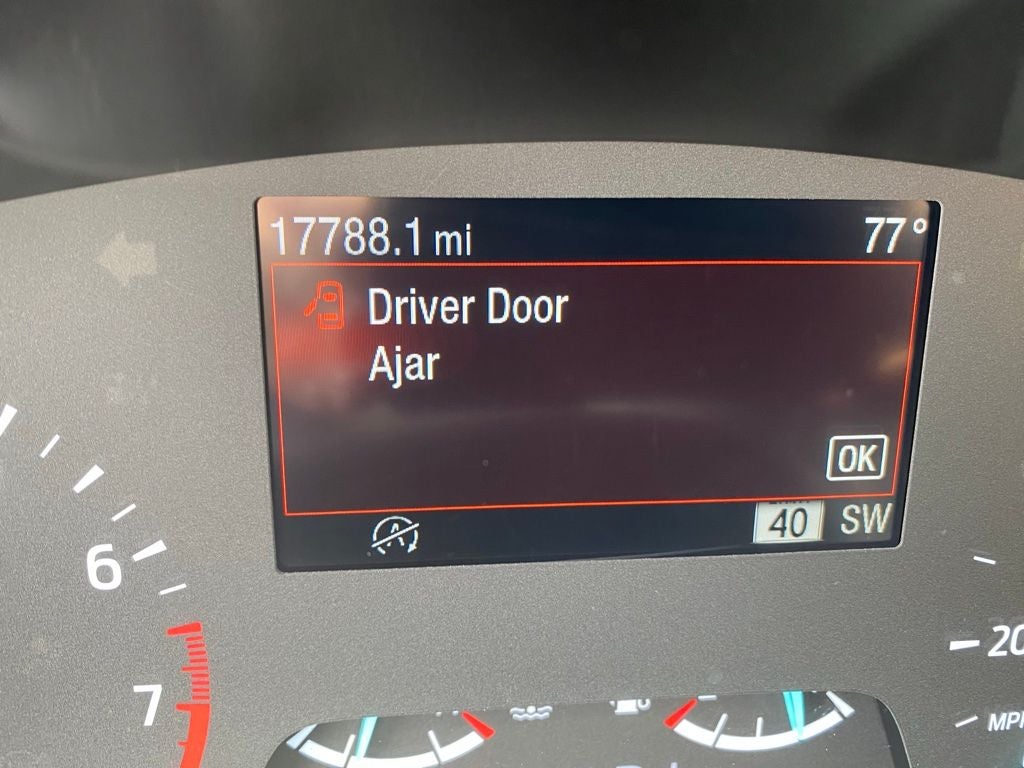 17788.1 mi
77°
Driver Door
Ajar
OK
A
40 SW
6
7
20
MPH